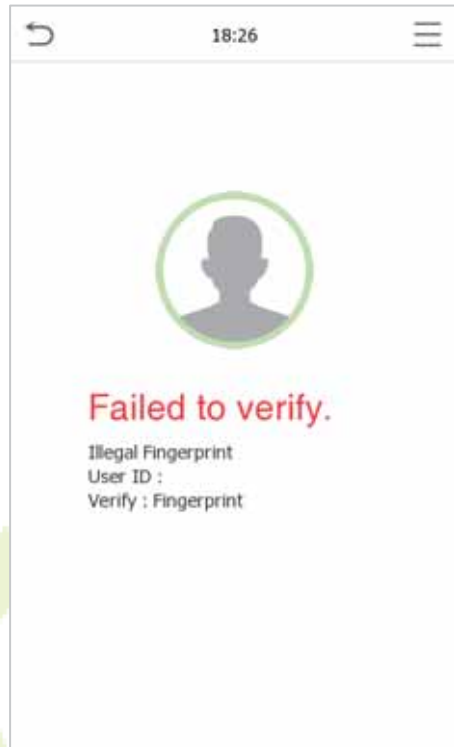 18:26
Failed to verify.
Illegal Fingerprint
User ID :
Verify : Fingerprint